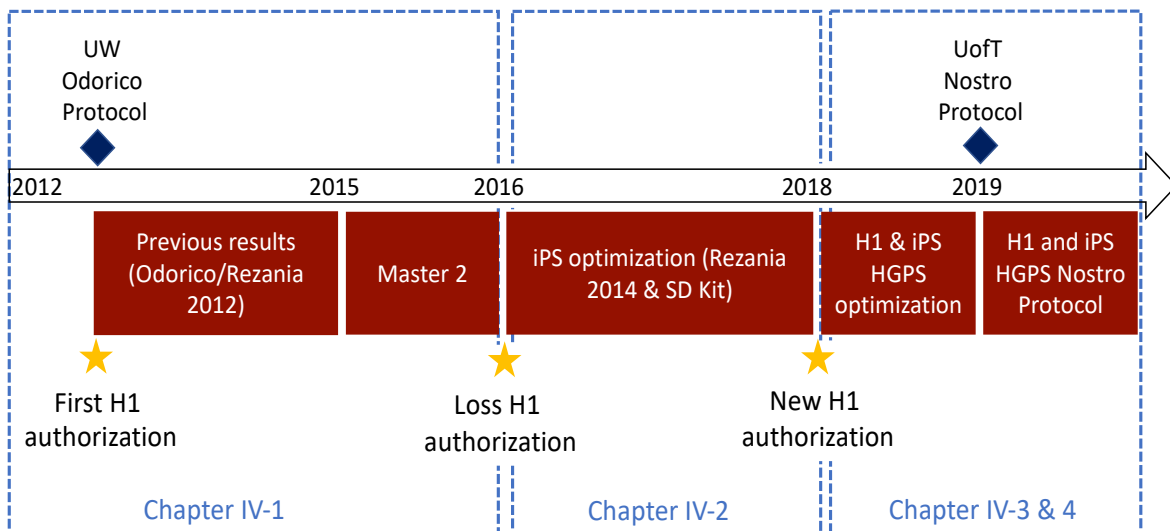 UW
Odorico
Protocol
UofT
Nostro
Protocol
2012
2015
2016
2018
2019
Previous results
(Odorico/Rezania
2012)
Master 2
iPS optimization (Rezania
2014 & SD Kit)
H1 & iPS
HGPS
optimization
H1 and iPS
HGPS Nostro
Protocol
First H1
authorization
Loss H1
authorization
New H1
authorization
Chapter IV-1
Chapter IV-2
Chapter IV-3 & 4